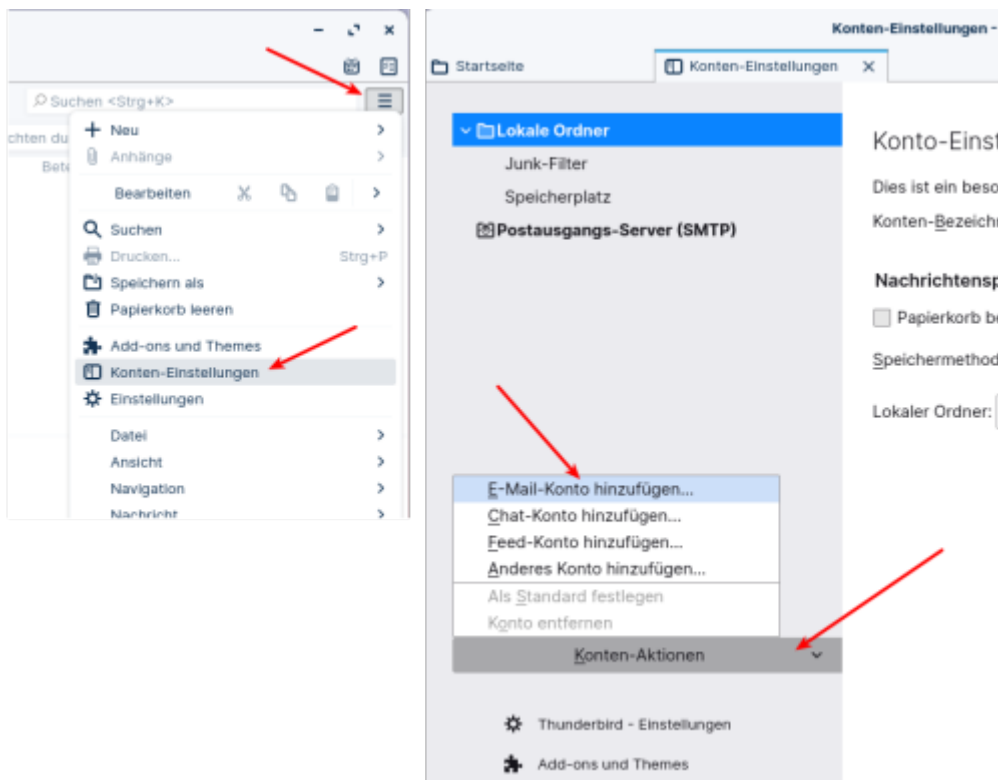 Suchen <Strg+K>
chten du
Bete
Neu
Anhänge
Bearbeiten
Suchen
Drucken... Strg+P
Speichern als
Papierkorb leeren
Add-ons und Themes
Konten-Einstellungen
Einstellungen
Datei
Ansicht
Navigation
Nachricht
Konten-Einstellungen -
Startseite Konten-Einstellungen
Lokale Ordner
Junk-Filter
Speicherplatz
Postausgangs-Server (SMTP)
Konto-Einst
Dies ist ein beso
Konten-Bezeichn
Nachrichtensp
Papierkorb be
Speichermethod
Lokaler Ordner:
E-Mail-Konto hinzufügen...
Chat-Konto hinzufügen...
Feed-Konto hinzufügen...
Anderes Konto hinzufügen...
Als Standard festlegen
Konto entfernen
Konten-Aktionen
Thunderbird - Einstellungen
Add-ons und Themes